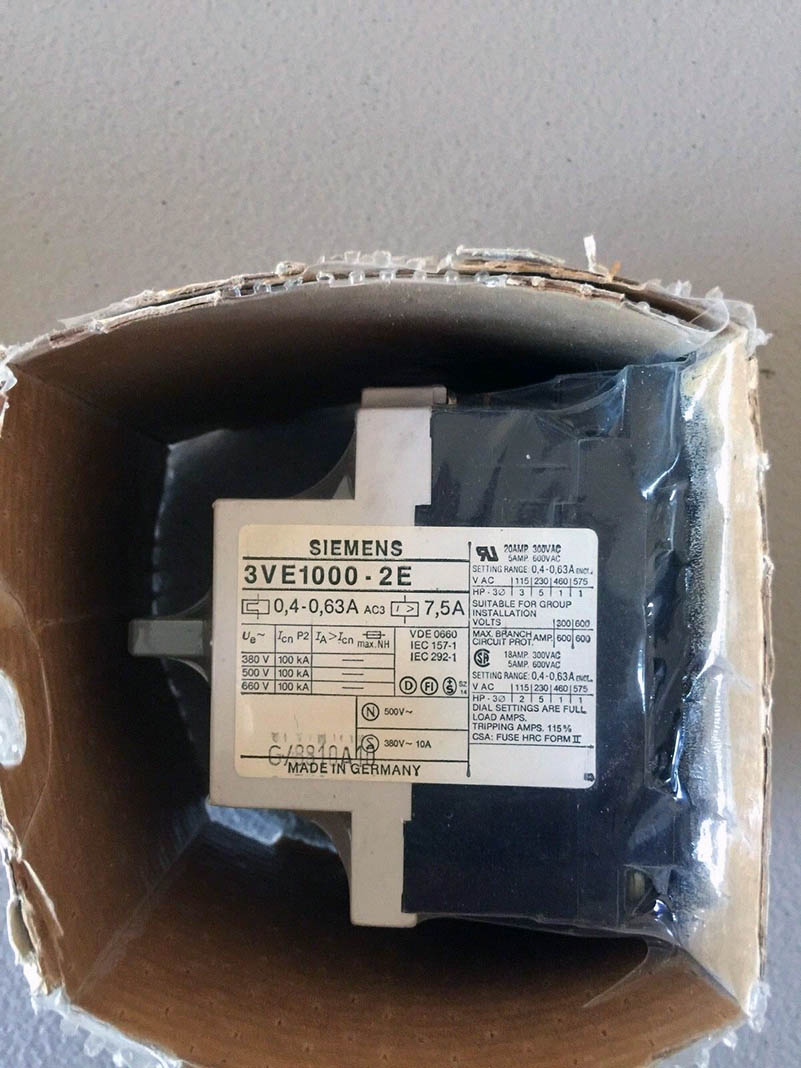 SIEMENS
3VE1000-2E
0,4-0,63A AC3 I > 7,5A
Ue~ Icn P2 IA>Icn max.NH
380 V 100 kA
500 V 100 kA
660 V 100 kA
VDE 0660
IEC 157-1
IEC 292-1
D FI S SZ 14
N 500V~
S 380V~ 10A
MADE IN GERMANY
20AMP. 300VAC
5AMP. 600VAC
SETTING RANGE: 0,4-0,63A
V AC 115 230 460 575
HP-3Ø 3 5 1 1
SUITABLE FOR GROUP
INSTALLATION
VOLTS 300 600
MAX. BRANCH AMP. 600 600
CIRCUIT PROT.
18AMP. 300VAC
5AMP. 600VAC
SETTING RANGE: 0,4-0,63A
V AC 115 230 460 575
HP-3Ø 2 5 1 1
DIAL SETTINGS ARE FULL
LOAD AMPS.
TRIPPING AMPS. 115%
CSA: FUSE HRC FORM II